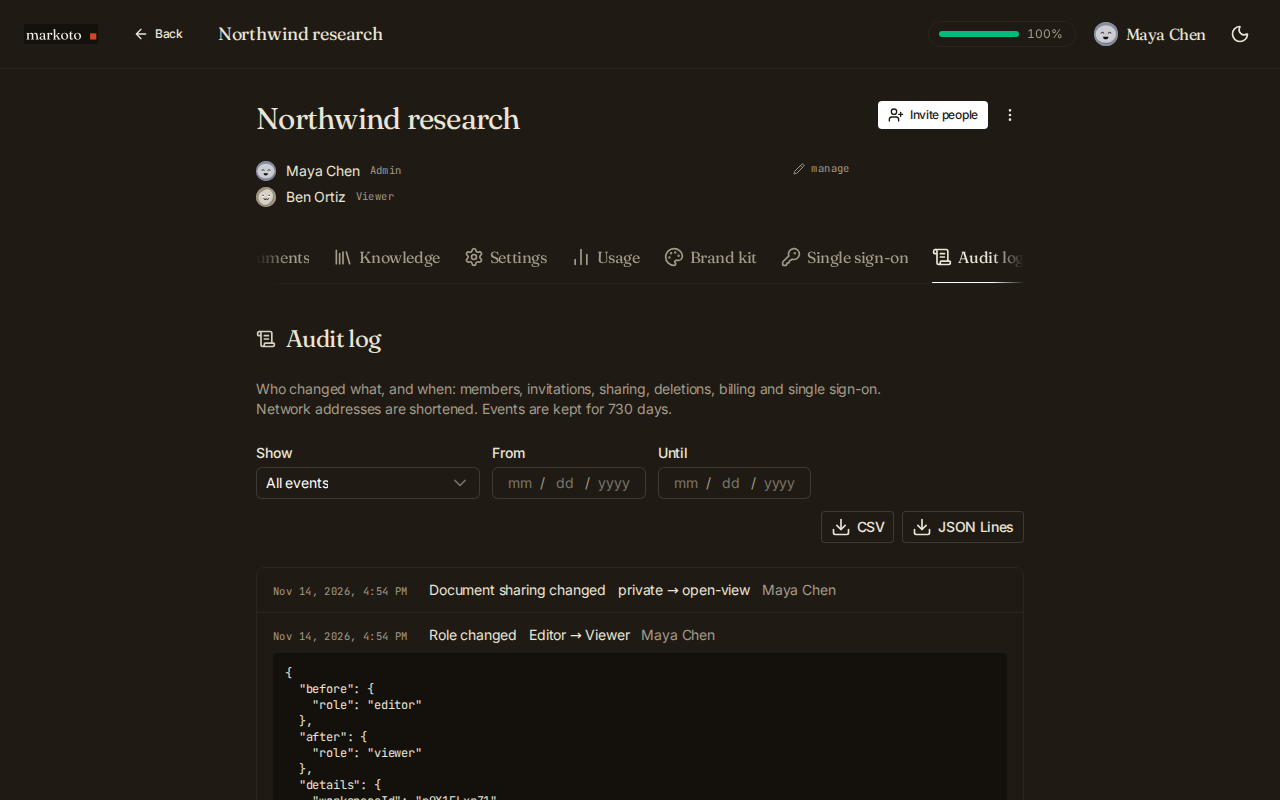 markoto
Back
Northwind research
100%
Maya Chen
Northwind research
Invite people
Maya Chen Admin
manage
Ben Ortiz Viewer
uments Knowledge Settings Usage Brand kit Single sign-on Audit log
Audit log
Who changed what, and when: members, invitations, sharing, deletions, billing and single sign-on.
Network addresses are shortened. Events are kept for 730 days.
Show From Until
All events mm / dd / yyyy mm / dd / yyyy
CSV JSON Lines
Nov 14, 2026, 4:54 PM Document sharing changed private → open-view Maya Chen
Nov 14, 2026, 4:54 PM Role changed Editor → Viewer Maya Chen
{
"before": {
"role": "editor"
},
"after": {
"role": "viewer"
},
"details": {